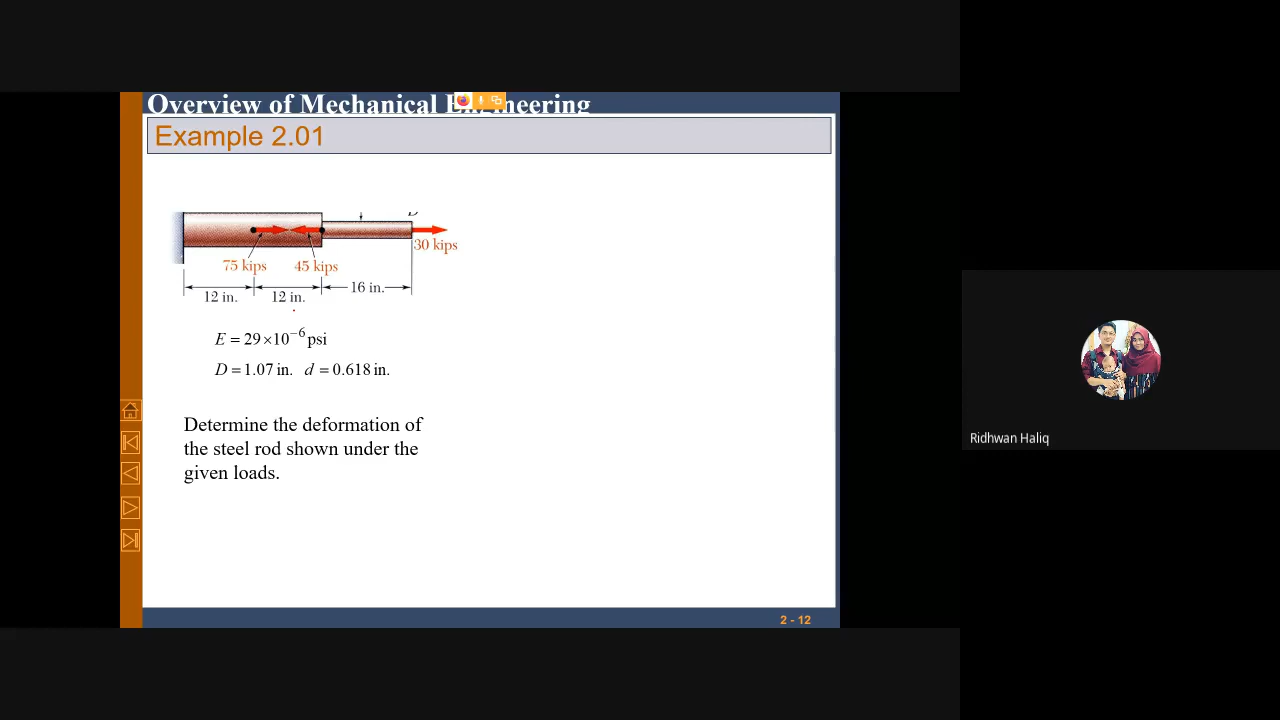 Overview of Mechanical Engineering
Example 2.01
D
30 kips
75 kips 45 kips
12 in. 12 in. 16 in.
E = 29×10⁻⁶ psi
D = 1.07 in. d = 0.618 in.
Determine the deformation of
the steel rod shown under the
given loads.
2 - 12
Ridhwan Haliq